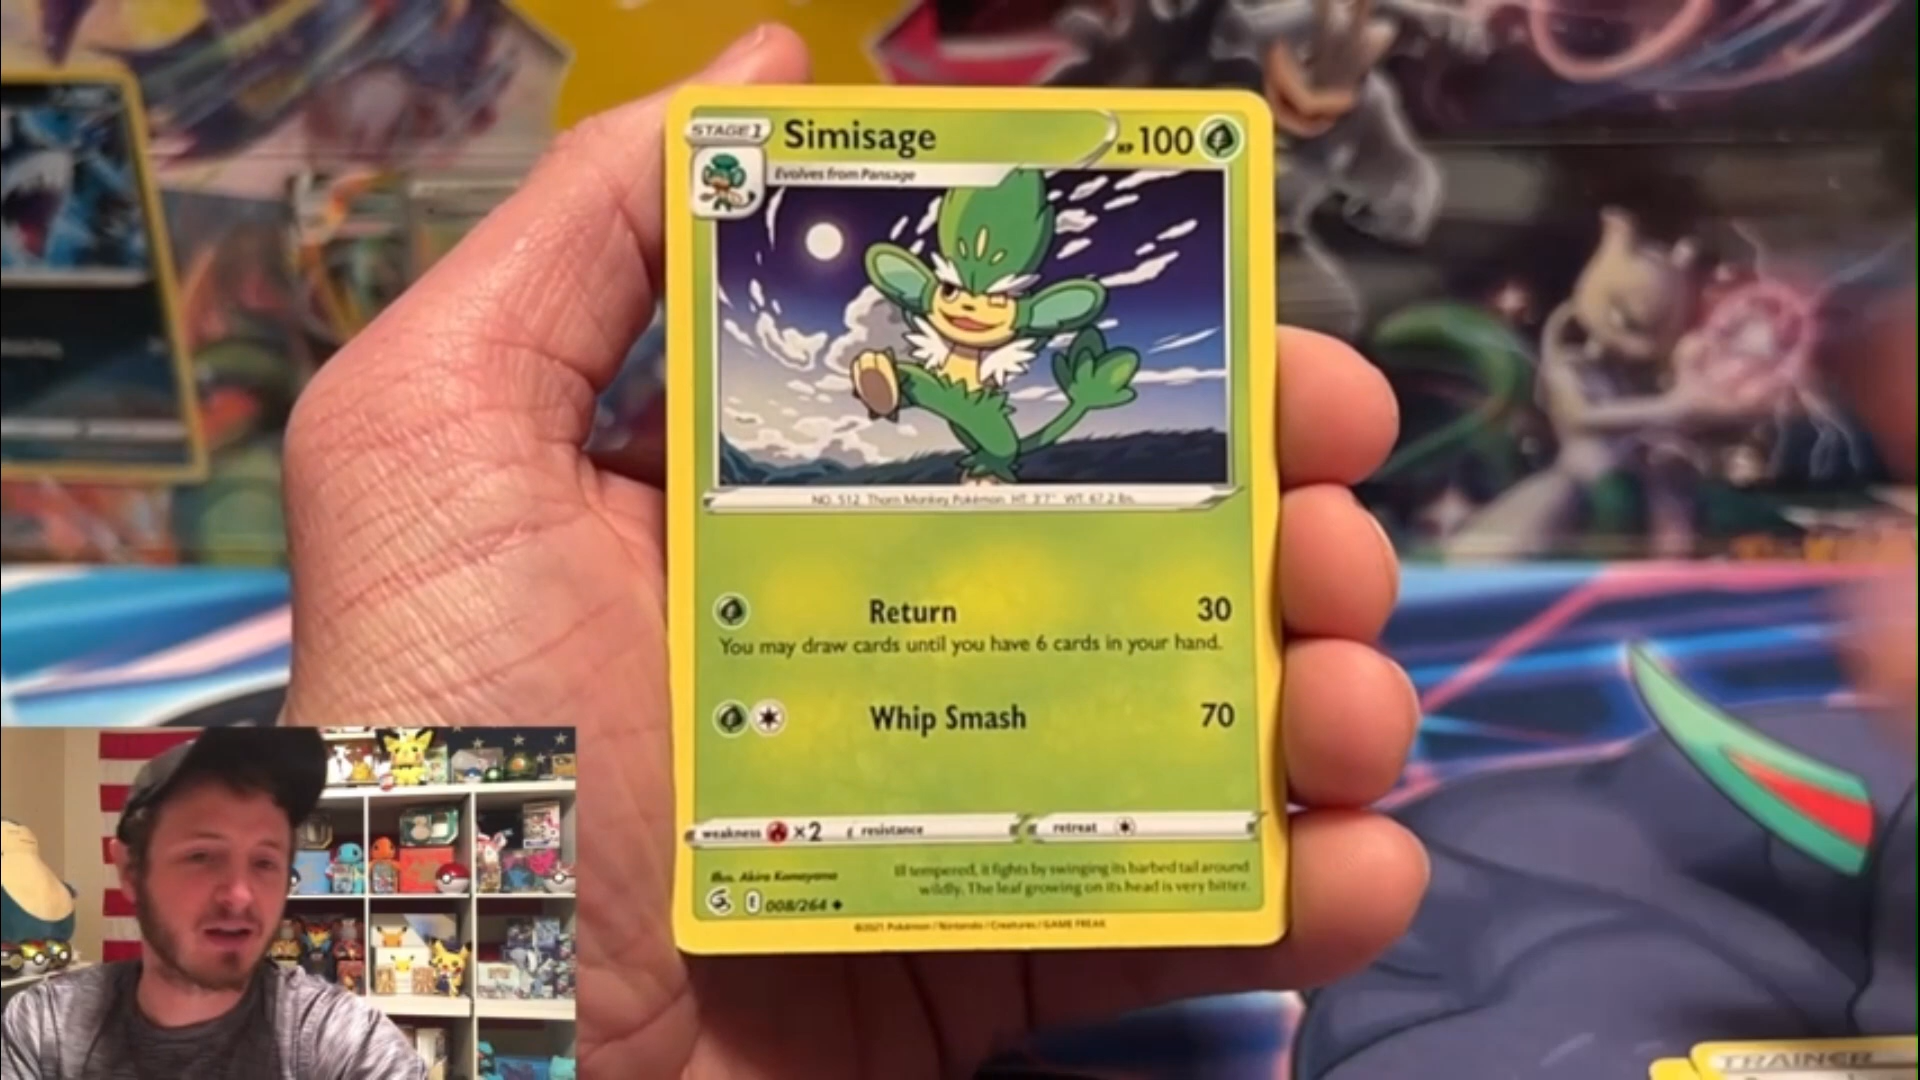 STAGE 1
Simisage
HP 100
Evolves from Pansage
NO. 512 Thorn Monkey Pokémon HT: 3'7" WT: 67.2 lbs.
Return 30
You may draw cards until you have 6 cards in your hand.
Whip Smash 70
weakness ×2 resistance retreat
Illus. Akira Komayama
Ill tempered, it fights by swinging its barbed tail around
wildly. The leaf growing on its head is very bitter.
E 008/264
©2021 Pokémon / Nintendo / Creatures / GAME FREAK
TRAINER